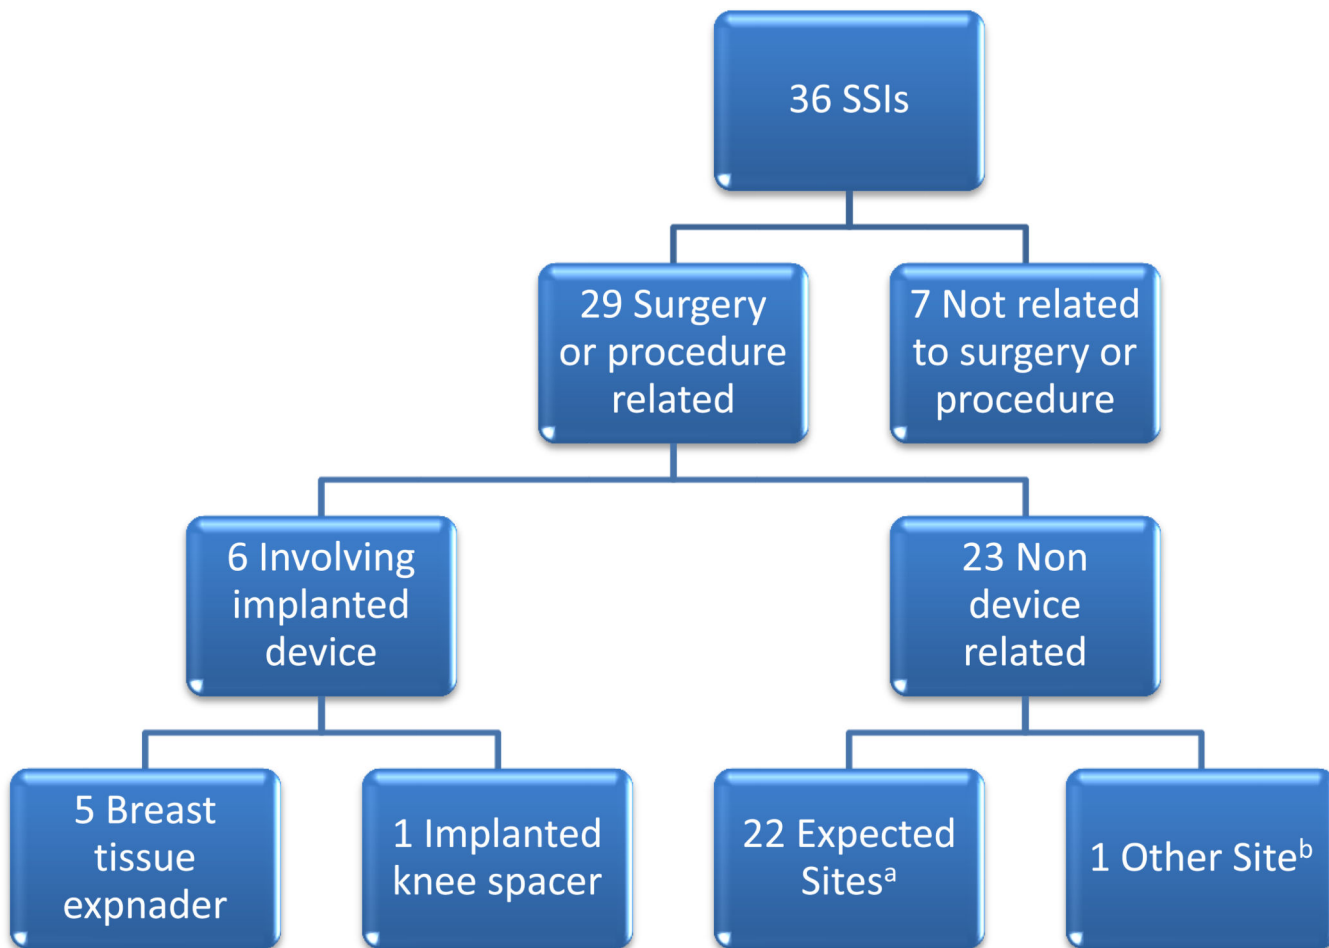 36 SSIs
29 Surgery
or procedure
related
7 Not related
to surgery or
procedure
6 Involving
implanted
device
23 Non
device
related
5 Breast
tissue
expnader
1 Implanted
knee spacer
22 Expected
Sitesᵃ
1 Other Siteᵇ